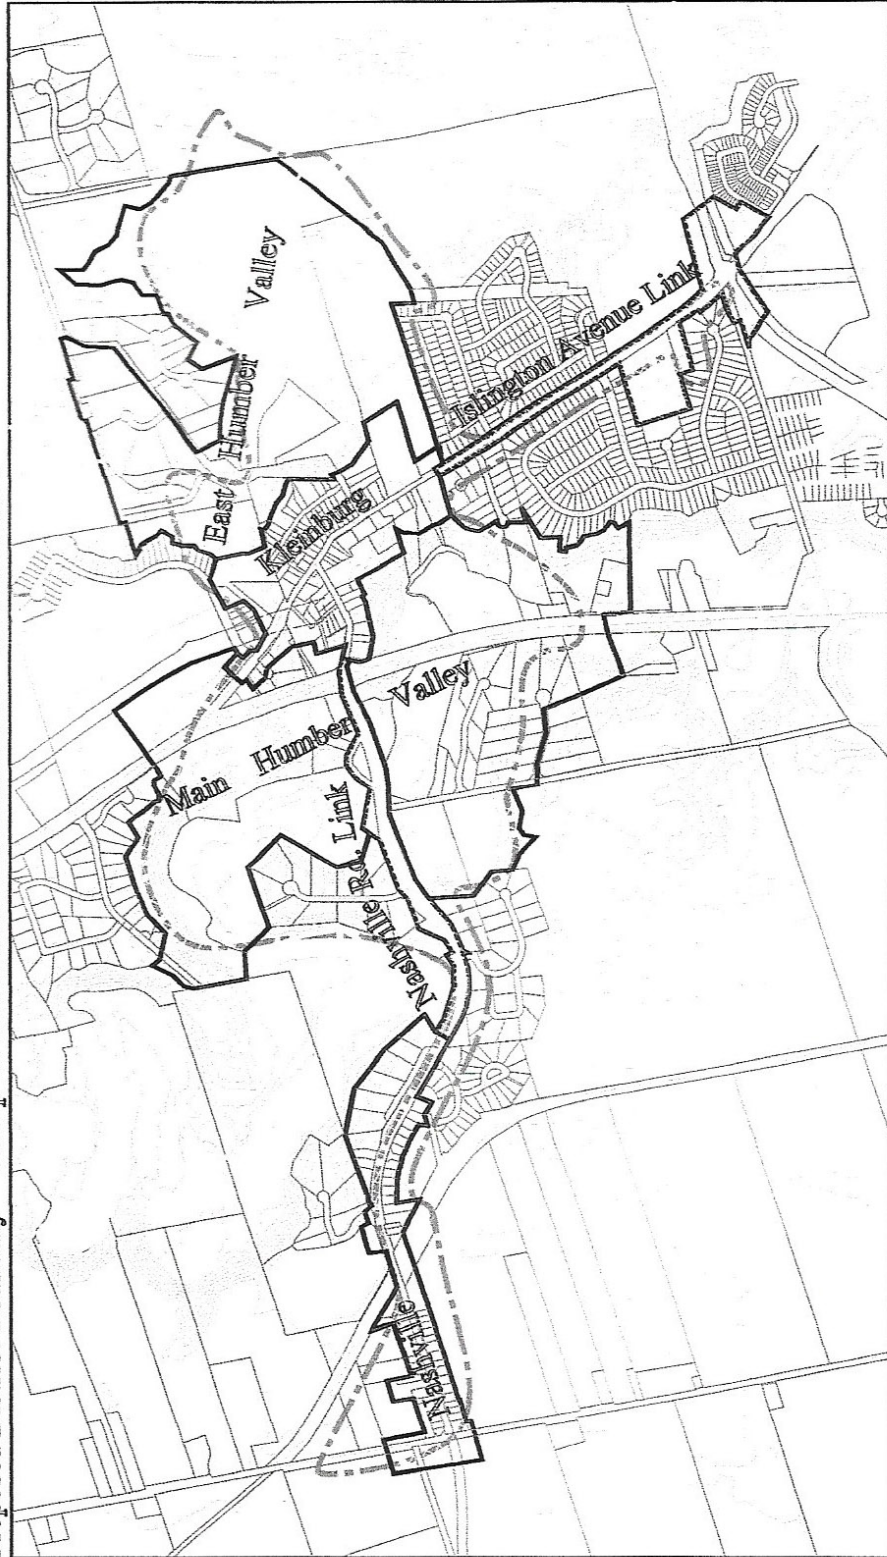 East Humber Valley
Kleinburg
Islington Avenue Link
Main Humber Valley
Nashville Rd. Link
Nashville